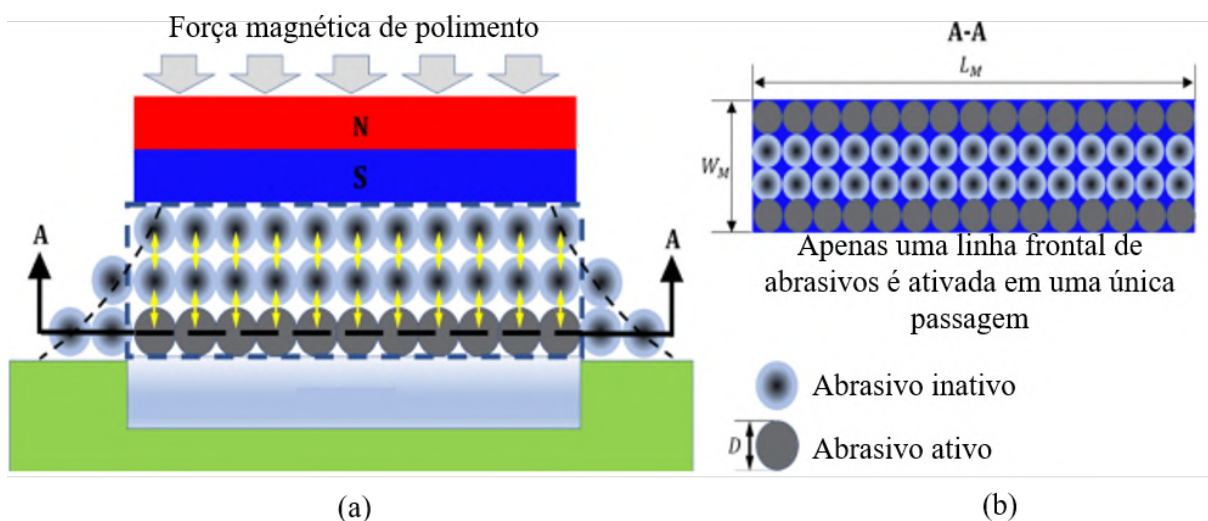 Força magnética de polimento
N
S
A
A
(a)
A-A
L_M
W_M
Apenas uma linha frontal de
abrasivos é ativada em uma única
passagem
Abrasivo inativo
D
Abrasivo ativo
(b)